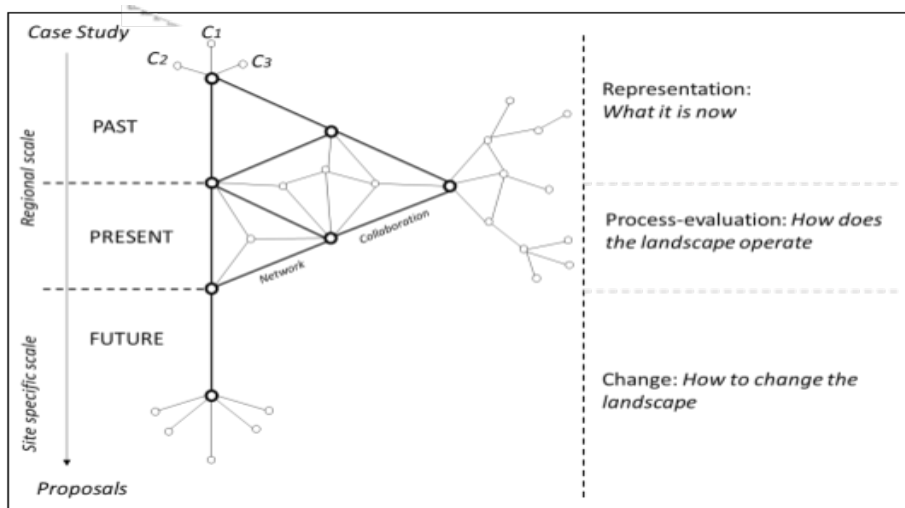 Case Study
C1
C2
C3
PAST
Regional scale
PRESENT
Network
Collaboration
FUTURE
Site specific scale
Proposals
Representation:
What it is now
Process-evaluation: How does
the landscape operate
Change: How to change the
landscape